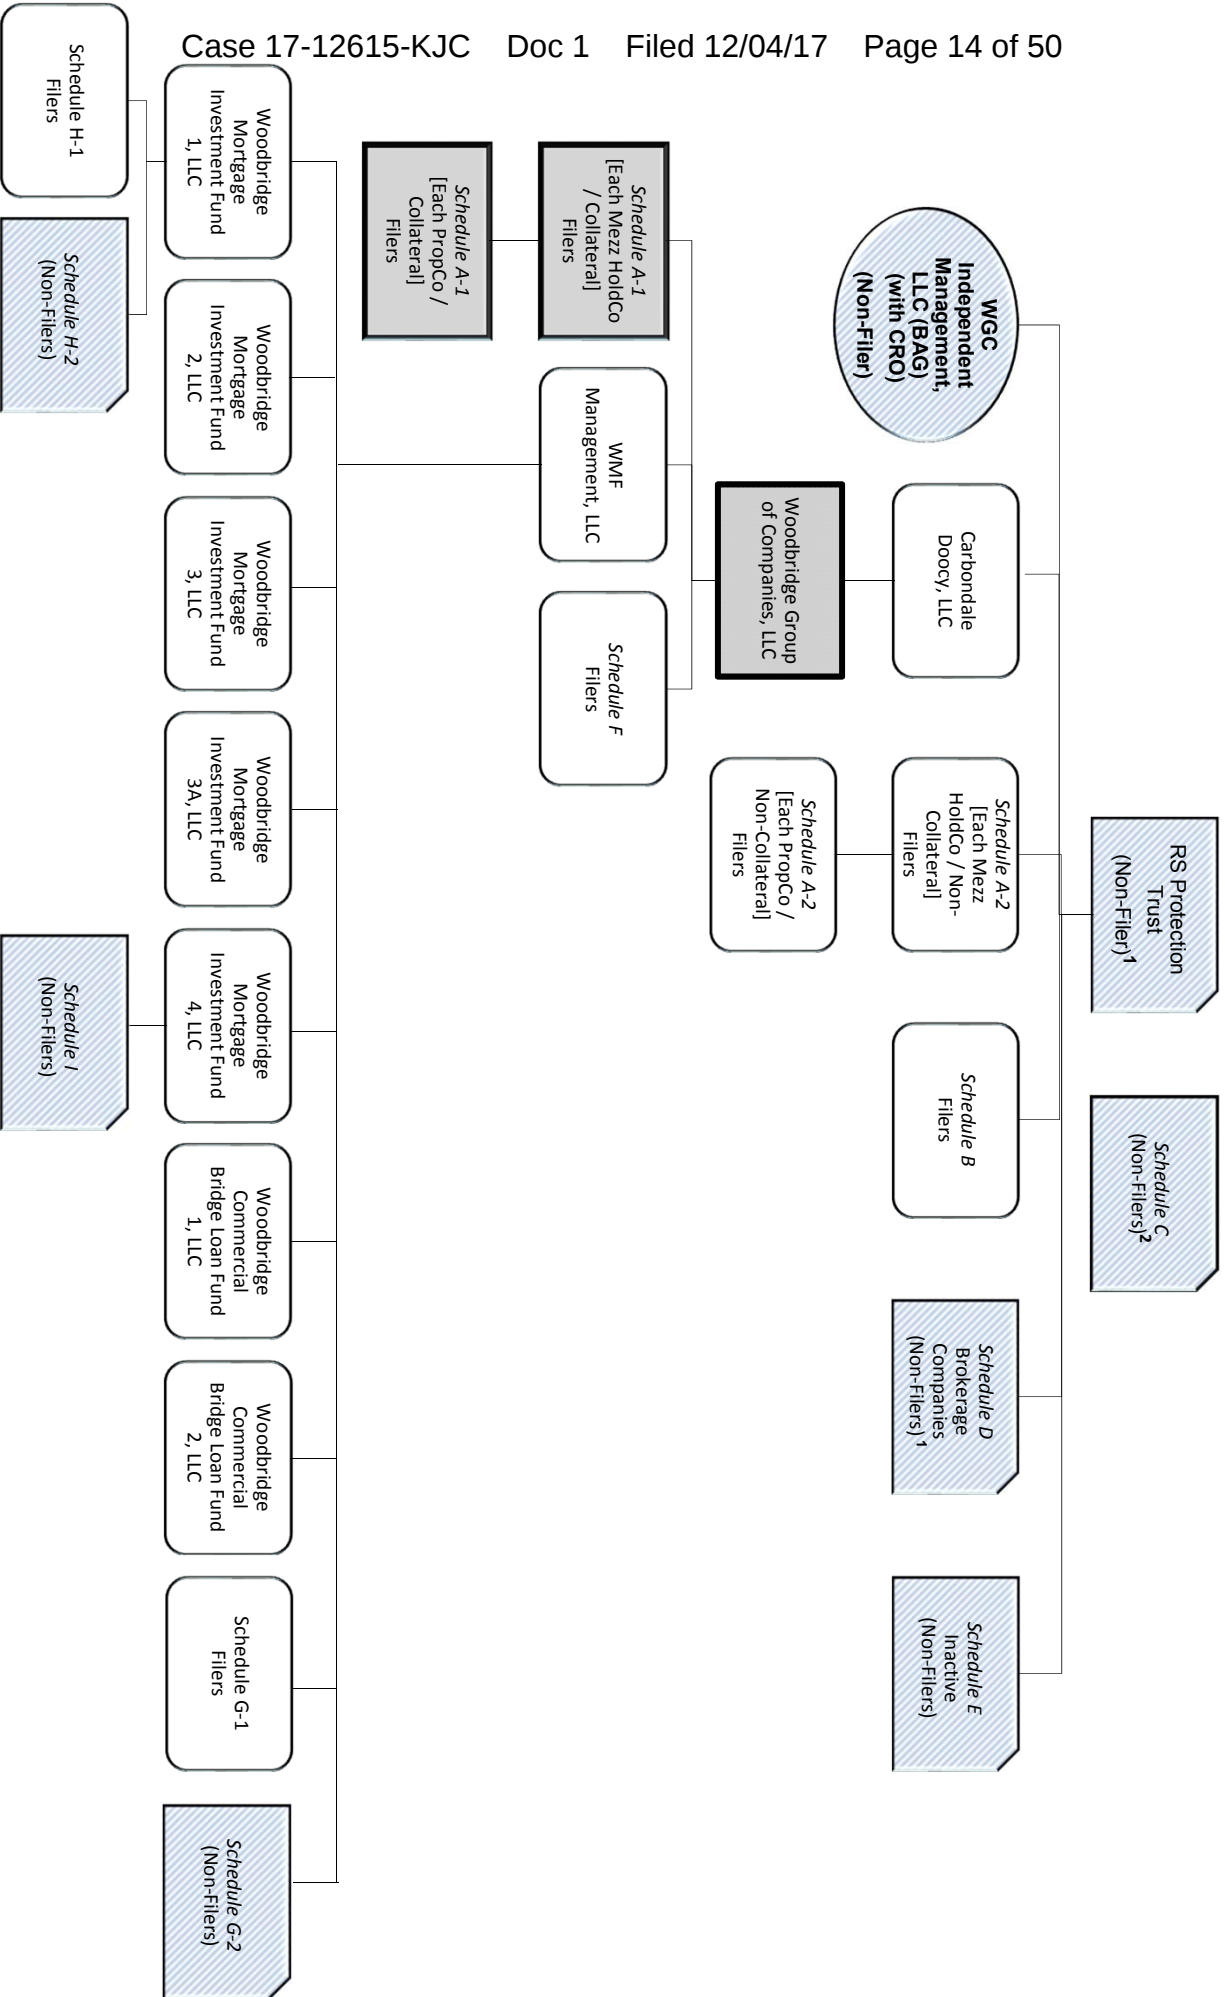 Case 17-12615-KJC Doc 1 Filed 12/04/17 Page 14 of 50
RS Protection
Trust
(Non-Filer)¹
Schedule C
(Non-Filers)²
WGC
Independent
Management,
LLC (BAG)
(with CRO)
(Non-Filer)
Carbondale
Doocy, LLC
Schedule A-2
[Each Mezz
HoldCo / Non-
Collateral]
Filers
Schedule B
Filers
Schedule D
Brokerage
Companies
(Non-Filers) ¹
Schedule E
Inactive
(Non-Filers)
Woodbridge Group
of Companies, LLC
Schedule A-2
[Each PropCo /
Non-Collateral]
Filers
Schedule A-1
[Each Mezz HoldCo
/ Collateral]
Filers
WMF
Management, LLC
Schedule F
Filers
Schedule A-1
[Each PropCo /
Collateral]
Filers
Woodbridge
Mortgage
Investment Fund
1, LLC
Woodbridge
Mortgage
Investment Fund
2, LLC
Woodbridge
Mortgage
Investment Fund
3, LLC
Woodbridge
Mortgage
Investment Fund
3A, LLC
Woodbridge
Mortgage
Investment Fund
4, LLC
Woodbridge
Commercial
Bridge Loan Fund
1, LLC
Woodbridge
Commercial
Bridge Loan Fund
2, LLC
Schedule G-1
Filers
Schedule G-2
(Non-Filers)
Schedule H-1
Filers
Schedule H-2
(Non-Filers)
Schedule I
(Non-Filers)